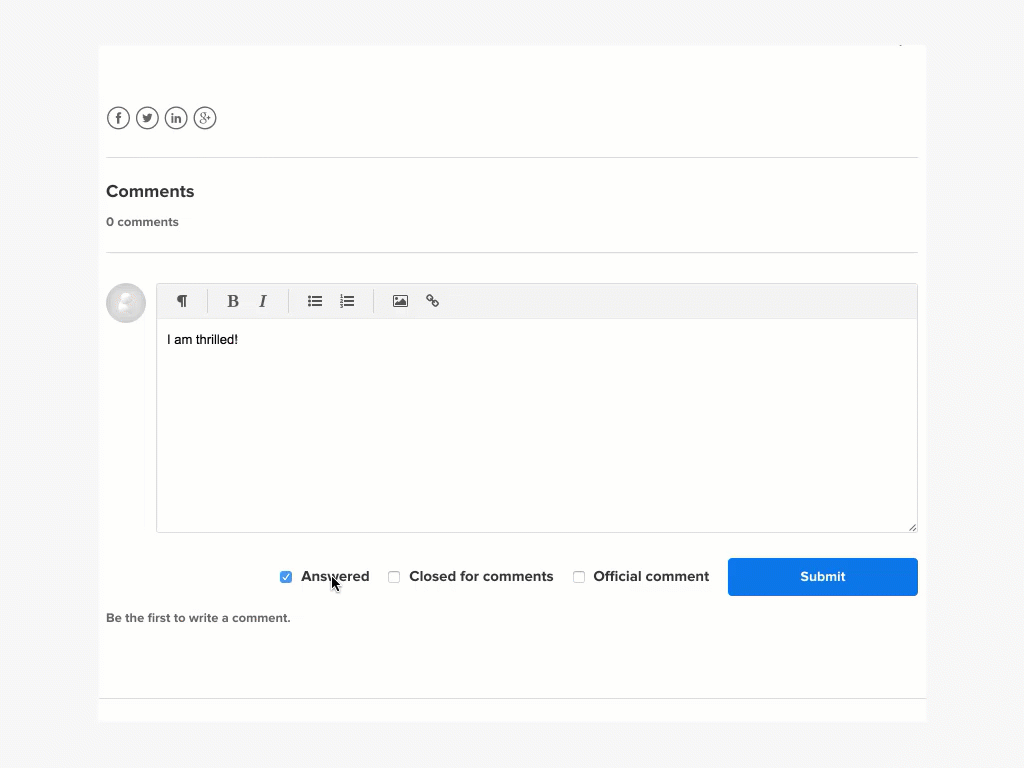 Comments
0 comments
I am thrilled!
Answered Closed for comments Official comment Submit
Be the first to write a comment.